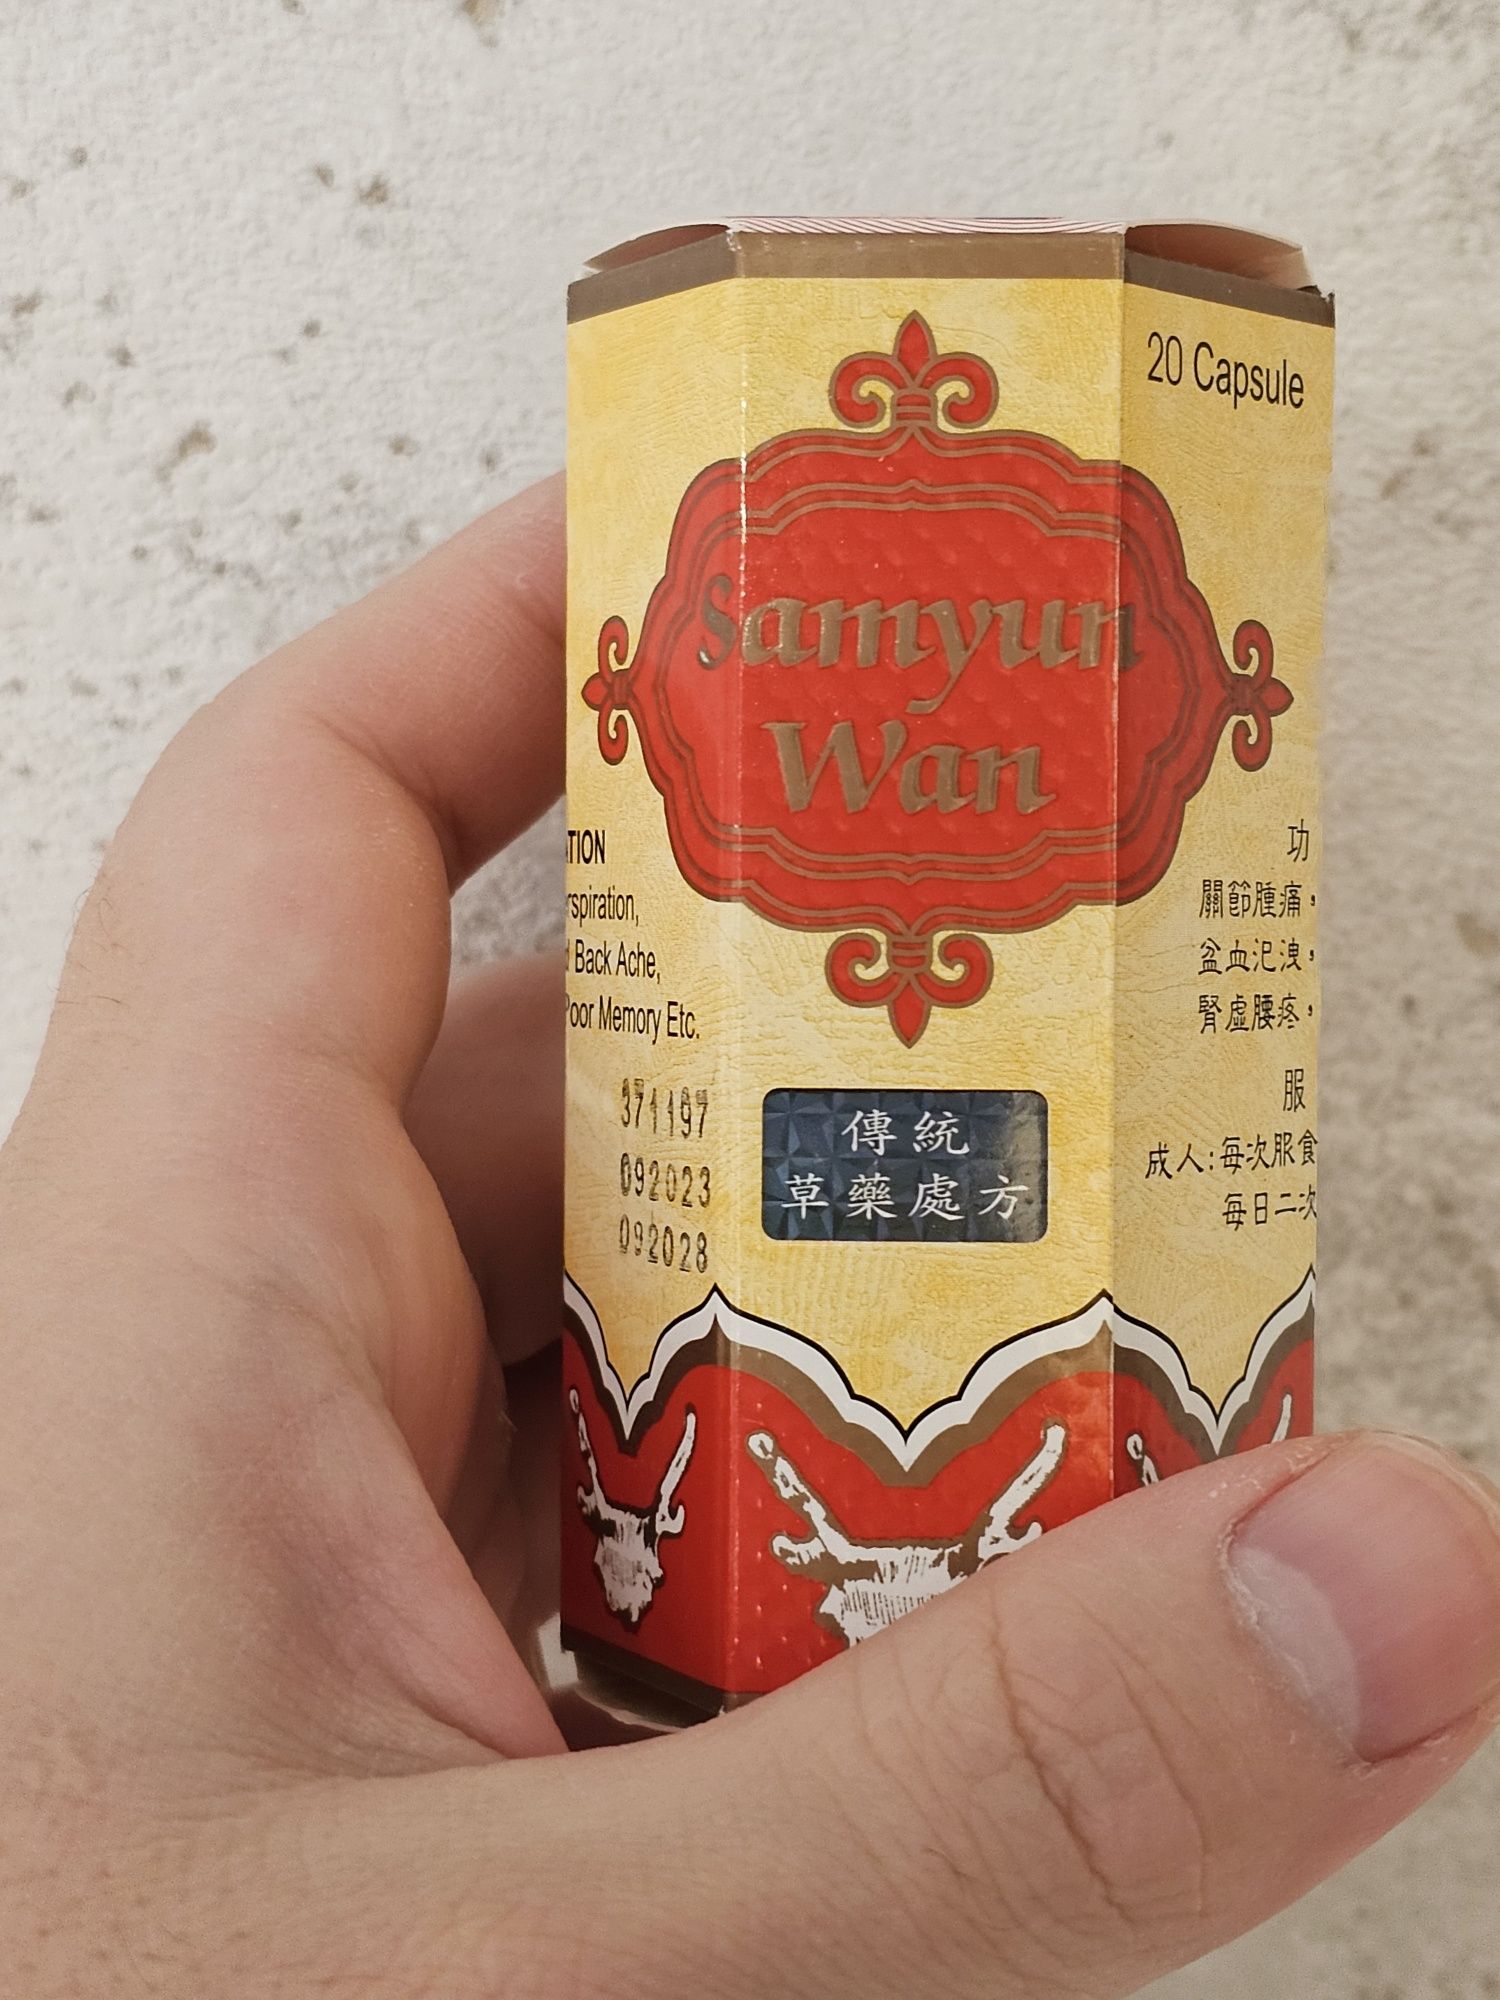 20 Capsule
Samyun
Wan
ATION
rspiration,
d Back Ache,
Poor Memory Etc.
371197
092023
092028
傳統
草藥處方
功
關節腫痛，
盆血汜洩，
腎虛腰疼，
服
成人:每次服食
每日二次